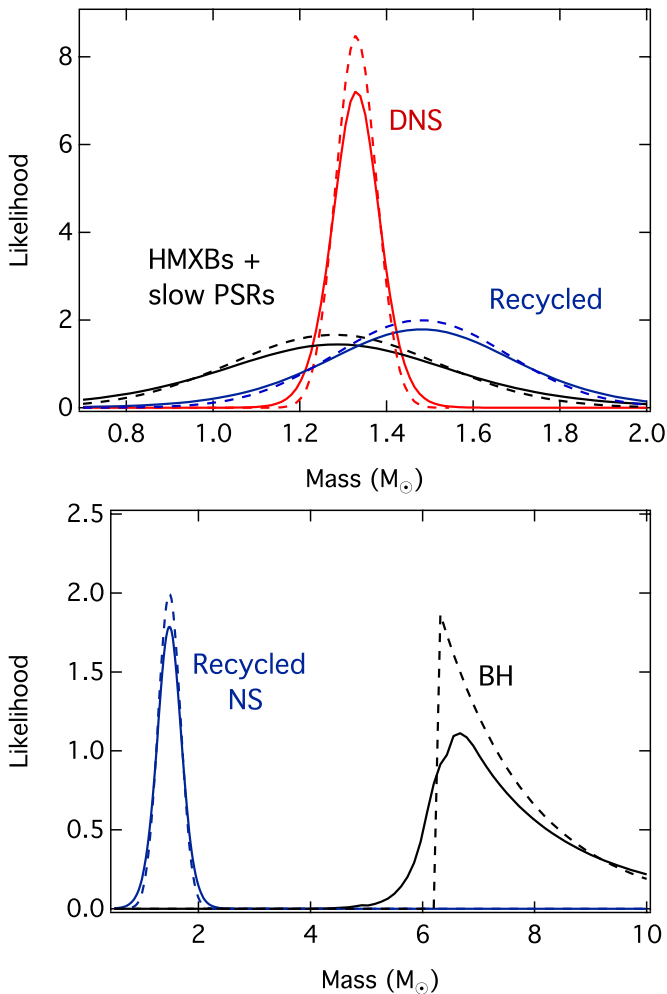 8
6
4
2
0
Likelihood
DNS
HMXBs +
slow PSRs
Recycled
0.8 1.0 1.2 1.4 1.6 1.8 2.0
Mass (M☉)
2.5
2.0
1.5
1.0
0.5
0.0
Likelihood
Recycled
NS
BH
2 4 6 8 10
Mass (M☉)